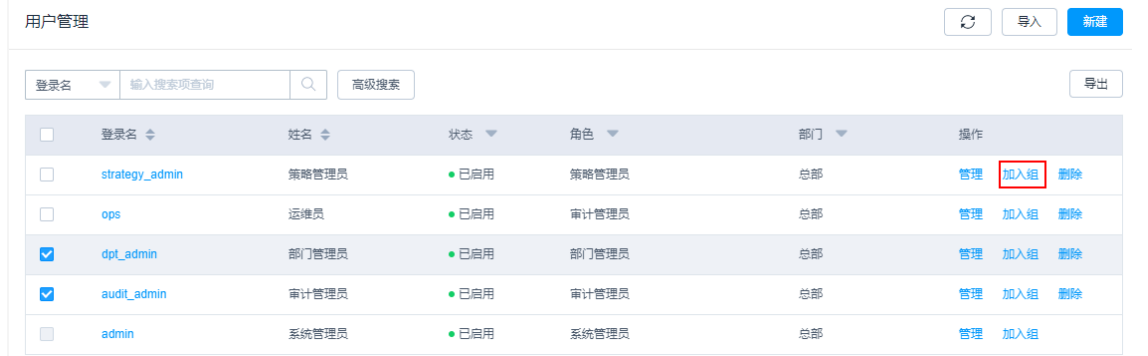 用户管理 导入 新建
登录名 输入搜索项查询 高级搜索 导出
登录名 姓名 状态 角色 部门 操作
strategy_admin 策略管理员 已启用 策略管理员 总部 管理 加入组 删除
ops 运维员 已启用 审计管理员 总部 管理 加入组 删除
dpt_admin 部门管理员 已启用 部门管理员 总部 管理 加入组 删除
audit_admin 审计管理员 已启用 审计管理员 总部 管理 加入组 删除
admin 系统管理员 已启用 系统管理员 总部 管理 加入组